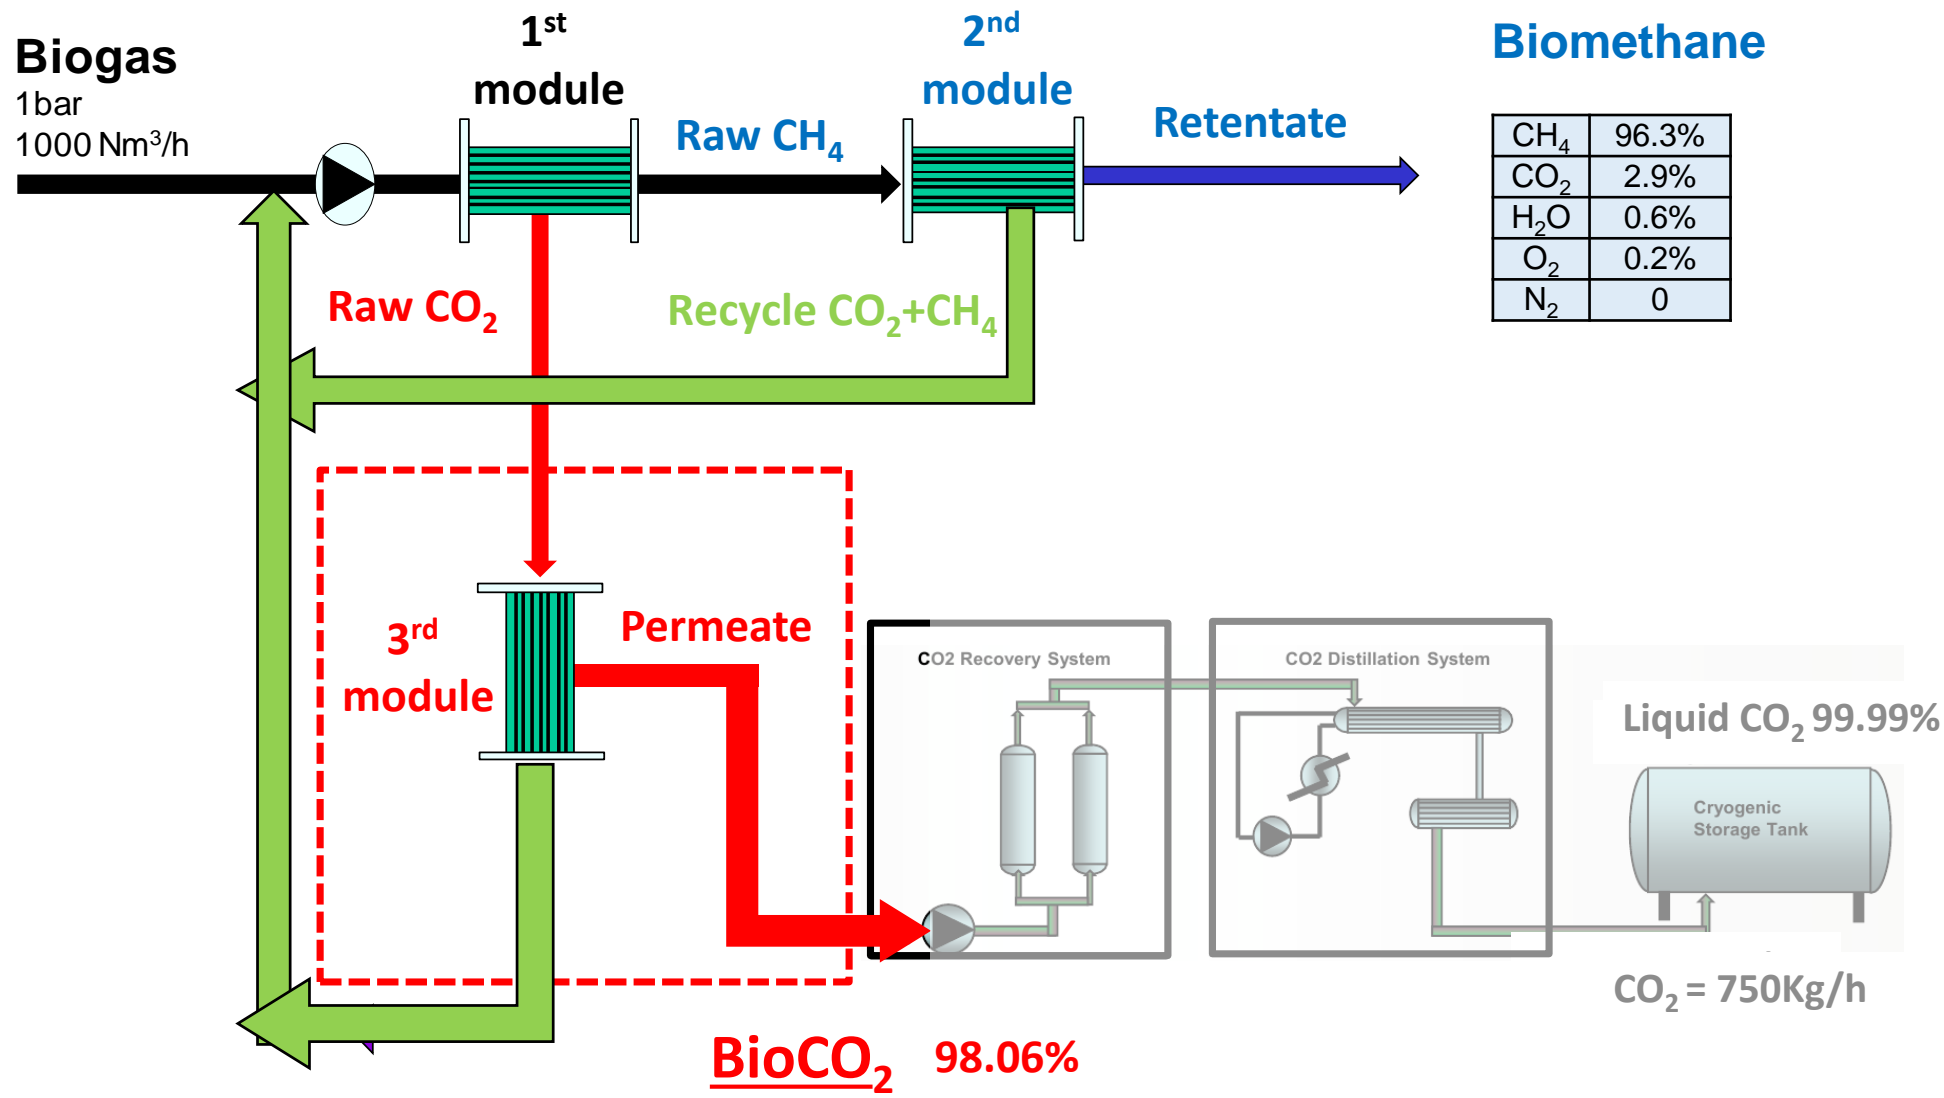 Biogas
1bar
1000 Nm³/h
1st
module
2nd
module
Biomethane
Raw CH₄
Retentate
CH₄ 96.3%
CO₂ 2.9%
H₂O 0.6%
O₂ 0.2%
N₂ 0
Raw CO₂
Recycle CO₂+CH₄
3rd
module
Permeate
CO2 Recovery System
CO2 Distillation System
Liquid CO₂ 99.99%
Cryogenic
Storage Tank
CO₂ = 750Kg/h
BioCO₂ 98.06%